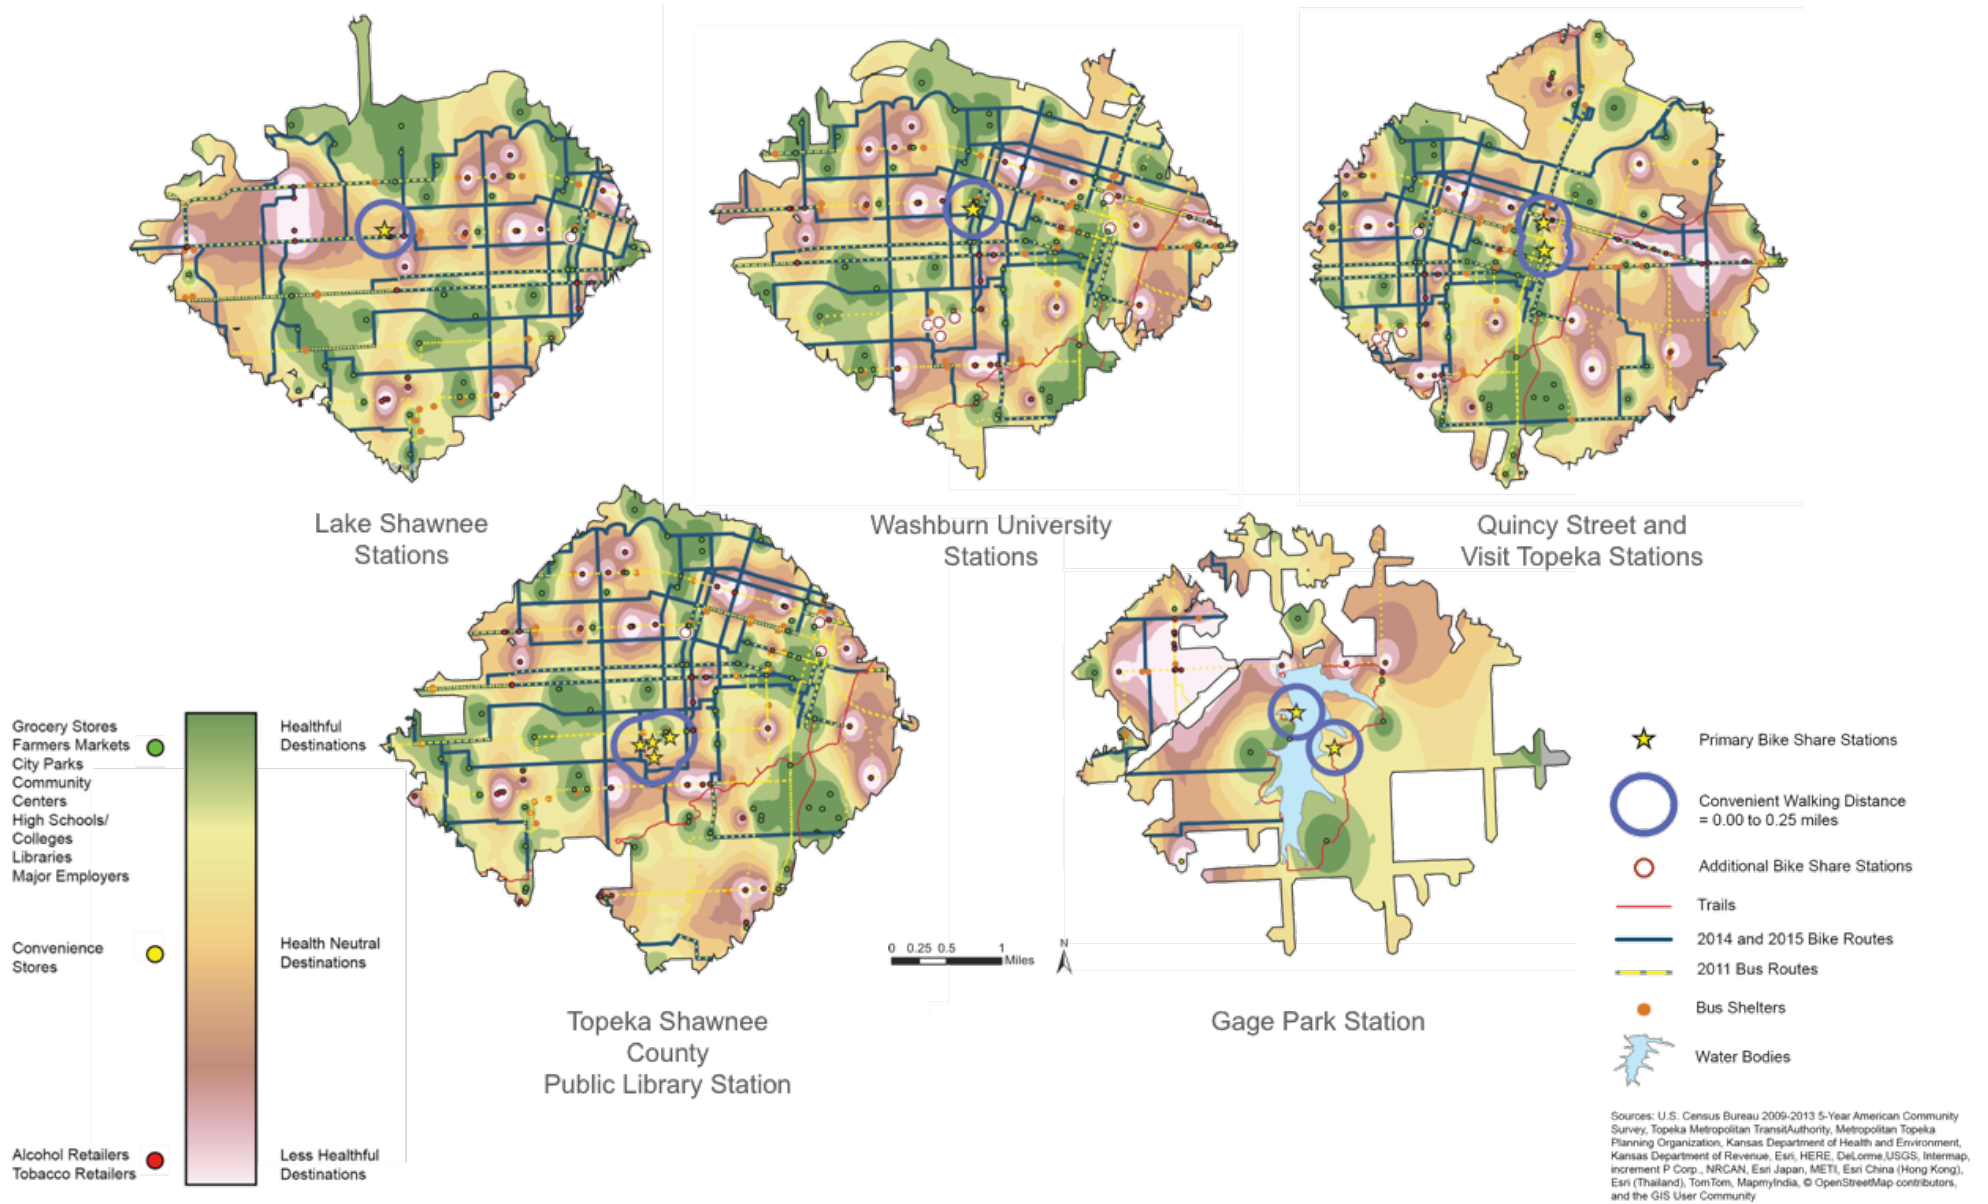 Lake Shawnee
Stations
Washburn University
Stations
Quincy Street and
Visit Topeka Stations
Topeka Shawnee
County
Public Library Station
Gage Park Station
Grocery Stores
Farmers Markets
City Parks
Community
Centers
High Schools/
Colleges
Libraries
Major Employers
Convenience
Stores
Alcohol Retailers
Tobacco Retailers
Healthful
Destinations
Health Neutral
Destinations
Less Healthful
Destinations
0 0.25 0.5 1
Miles
N
Primary Bike Share Stations
Convenient Walking Distance
= 0.00 to 0.25 miles
Additional Bike Share Stations
Trails
2014 and 2015 Bike Routes
2011 Bus Routes
Bus Shelters
Water Bodies
Sources: U.S. Census Bureau 2009-2013 5-Year American Community
Survey, Topeka Metropolitan TransitAuthority, Metropolitan Topeka
Planning Organization, Kansas Department of Health and Environment,
Kansas Department of Revenue, Esri, HERE, DeLorme,USGS, Intermap,
increment P Corp., NRCAN, Esri Japan, METI, Esri China (Hong Kong),
Esri (Thailand), TomTom, MapmyIndia, © OpenStreetMap contributors,
and the GIS User Community